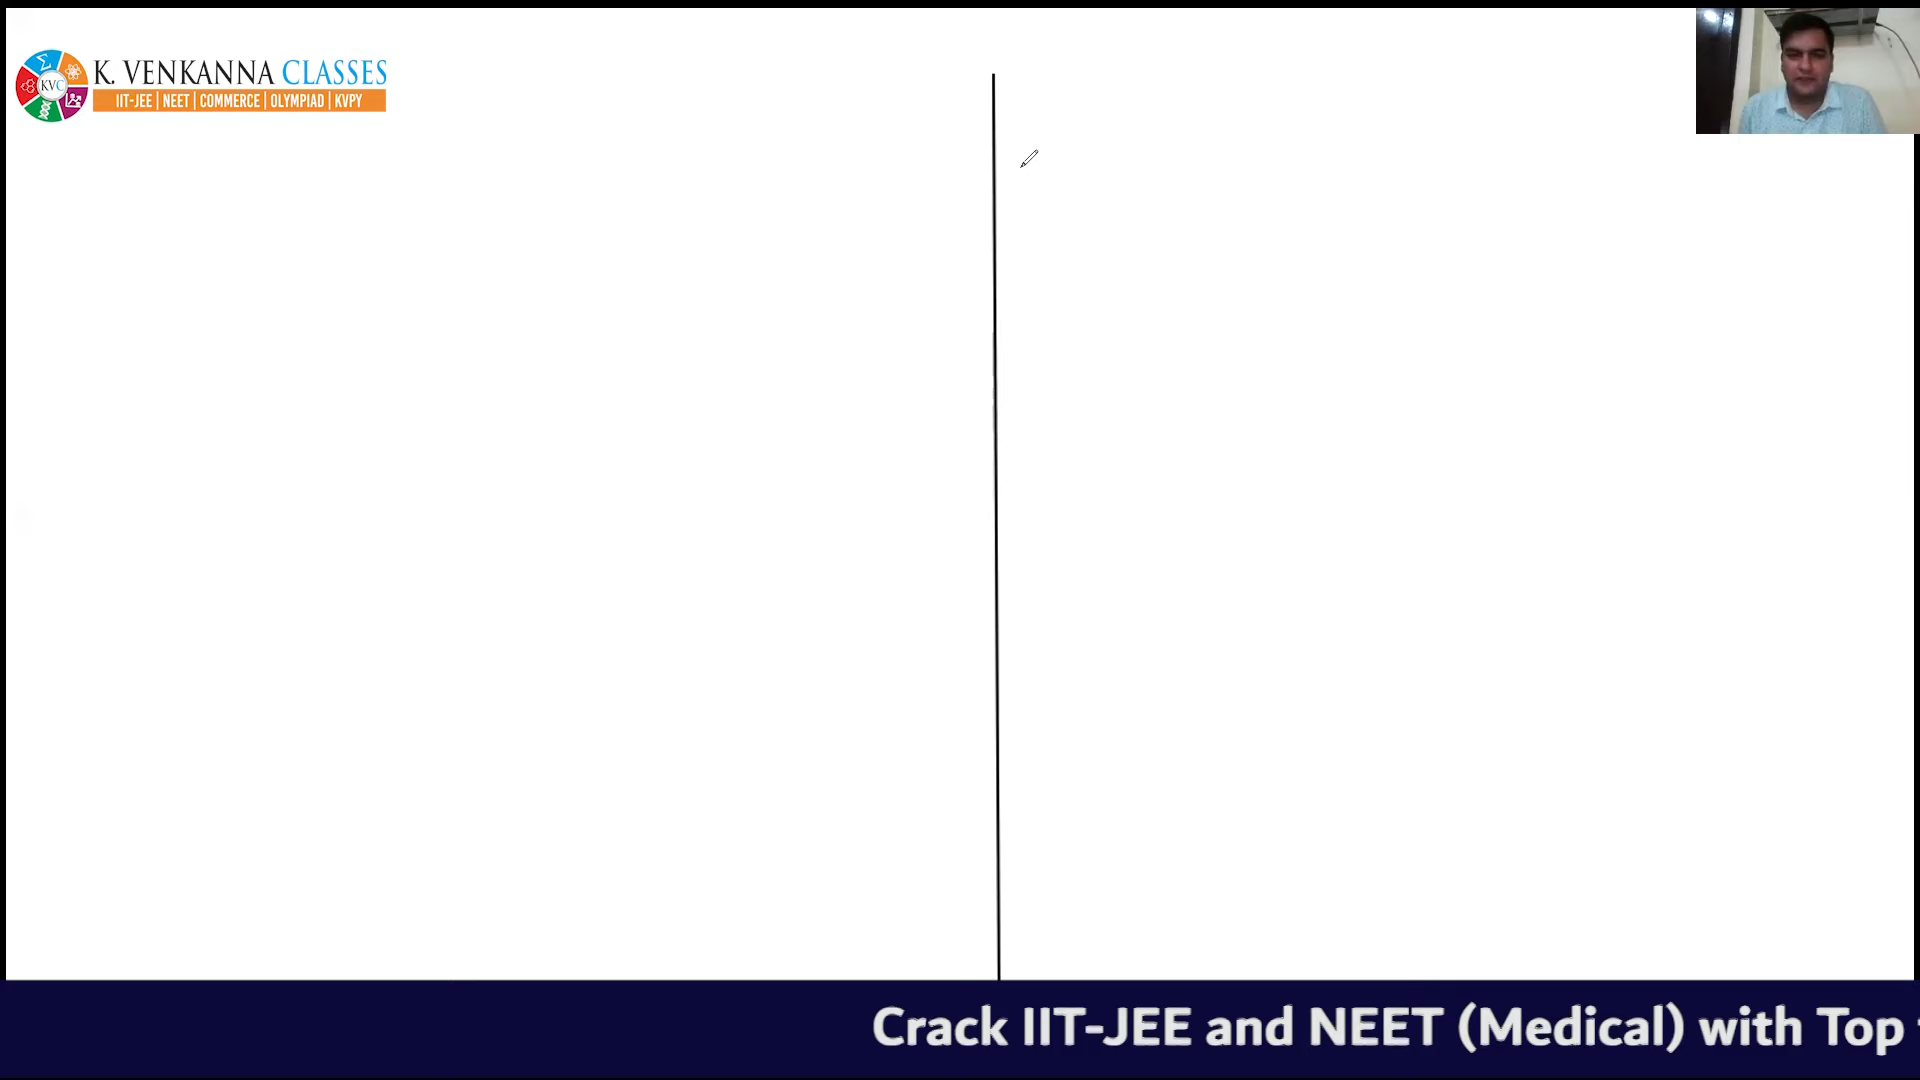 K. VENKANNA CLASSES
KVC
IIT-JEE | NEET | COMMERCE | OLYMPIAD | KVPY
Crack IIT-JEE and NEET (Medical) with Top